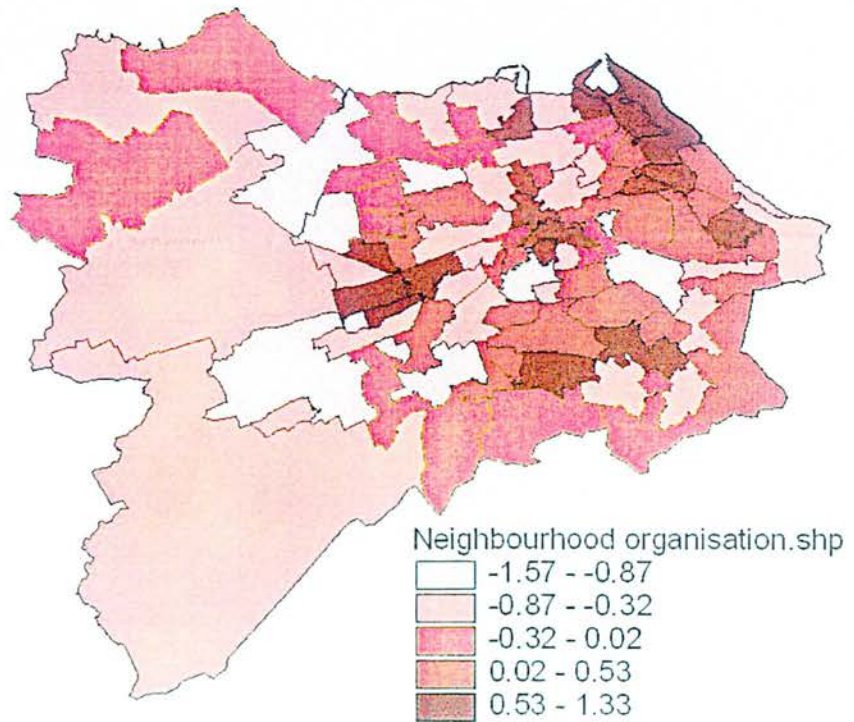 Neighbourhood organisation.shp
-1.57 - -0.87
-0.87 - -0.32
-0.32 - 0.02
0.02 - 0.53
0.53 - 1.33